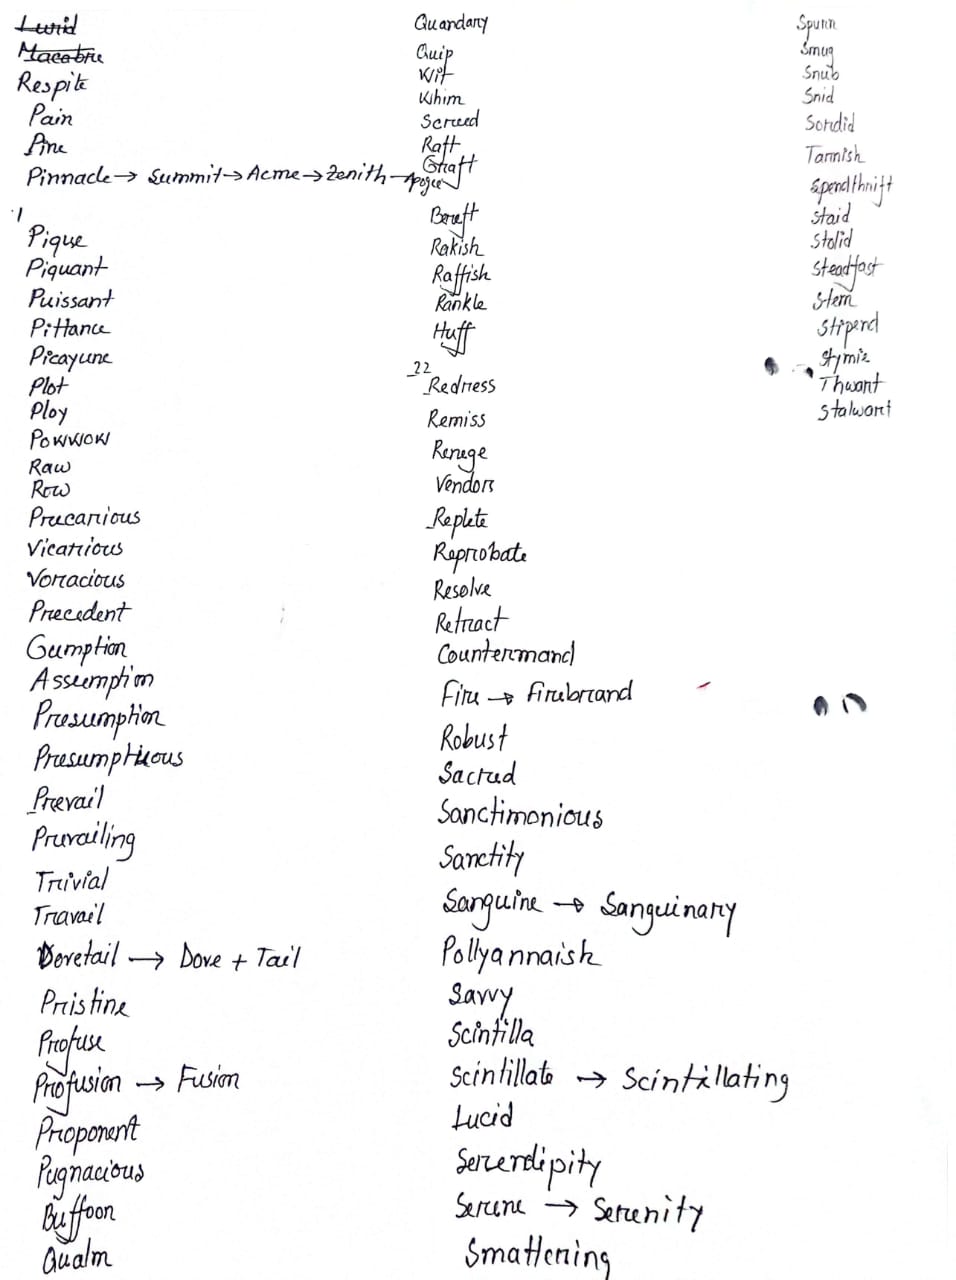 Lurid
Macabre
Respite
Pain
Pine
Pinnacle → Summit → Acme → Zenith → Apogee
Pique
Piquant
Puissant
Pittance
Picayune
Plot
Ploy
Powwow
Raw
Row
Precarious
Vicarious
Voracious
Precedent
Gumption
Assumption
Presumption
Presumptuous
Prevail
Prevailing
Trivial
Travail
Dovetail → Dove + Tail
Pristine
Profuse
Profusion → Fusion
Proponent
Pugnacious
Buffoon
Qualm
Quandary
Quip
Wit
Whim
Screed
Raft
Graft
Bereft
Rakish
Raffish
Rankle
Huff
22
Redress
Remiss
Renege
Vendors
Replete
Reprobate
Resolve
Retract
Countermand
Fire → Firebrand
Robust
Sacred
Sanctimonious
Sanctity
Sanguine → Sanguinary
Pollyannaish
Savvy
Scintilla
Scintillate → Scintillating
Lucid
Serendipity
Serene → Serenity
Smattering
Spurn
Smug
Snub
Snid
Sordid
Tarnish
Spendthrift
Staid
Stolid
Steadfast
Stem
Stipend
Stymie
Thwart
Stalwart